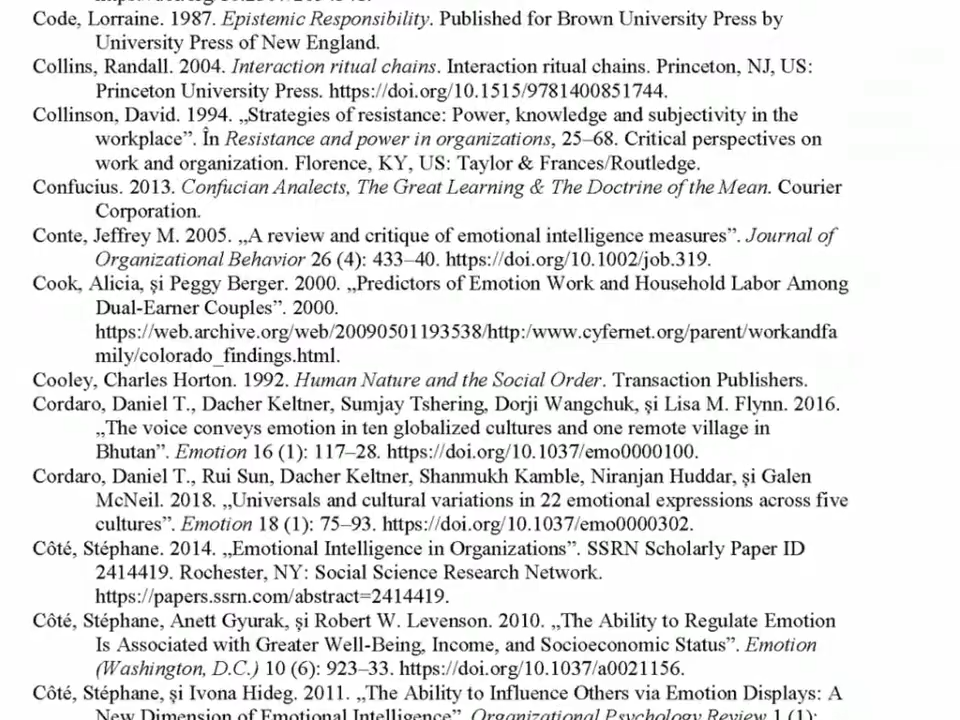 Code, Lorraine. 1987. Epistemic Responsibility. Published for Brown University Press by
University Press of New England.
Collins, Randall. 2004. Interaction ritual chains. Interaction ritual chains. Princeton, NJ, US:
Princeton University Press. https://doi.org/10.1515/9781400851744.
Collinson, David. 1994. „Strategies of resistance: Power, knowledge and subjectivity in the
workplace”. În Resistance and power in organizations, 25–68. Critical perspectives on
work and organization. Florence, KY, US: Taylor & Frances/Routledge.
Confucius. 2013. Confucian Analects, The Great Learning & The Doctrine of the Mean. Courier
Corporation.
Conte, Jeffrey M. 2005. „A review and critique of emotional intelligence measures”. Journal of
Organizational Behavior 26 (4): 433–40. https://doi.org/10.1002/job.319.
Cook, Alicia, și Peggy Berger. 2000. „Predictors of Emotion Work and Household Labor Among
Dual-Earner Couples”. 2000.
https://web.archive.org/web/20090501193538/http:/www.cyfernet.org/parent/workandfa
mily/colorado_findings.html.
Cooley, Charles Horton. 1992. Human Nature and the Social Order. Transaction Publishers.
Cordaro, Daniel T., Dacher Keltner, Sumjay Tshering, Dorji Wangchuk, și Lisa M. Flynn. 2016.
„The voice conveys emotion in ten globalized cultures and one remote village in
Bhutan”. Emotion 16 (1): 117–28. https://doi.org/10.1037/emo0000100.
Cordaro, Daniel T., Rui Sun, Dacher Keltner, Shanmukh Kamble, Niranjan Huddar, și Galen
McNeil. 2018. „Universals and cultural variations in 22 emotional expressions across five
cultures”. Emotion 18 (1): 75–93. https://doi.org/10.1037/emo0000302.
Côté, Stéphane. 2014. „Emotional Intelligence in Organizations”. SSRN Scholarly Paper ID
2414419. Rochester, NY: Social Science Research Network.
https://papers.ssrn.com/abstract=2414419.
Côté, Stéphane, Anett Gyurak, și Robert W. Levenson. 2010. „The Ability to Regulate Emotion
Is Associated with Greater Well-Being, Income, and Socioeconomic Status”. Emotion
(Washington, D.C.) 10 (6): 923–33. https://doi.org/10.1037/a0021156.
Côté, Stéphane, și Ivona Hideg. 2011. „The Ability to Influence Others via Emotion Displays: A
New Dimension of Emotional Intelligence”. Organizational Psychology Review 1 (1):